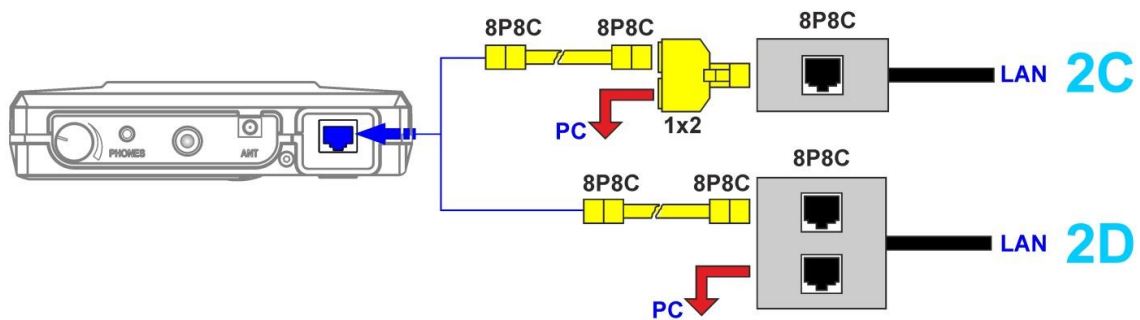 8P8C 8P8C 8P8C
LAN 2C
PC 1x2
PHONES ANT
8P8C
8P8C 8P8C
LAN 2D
PC